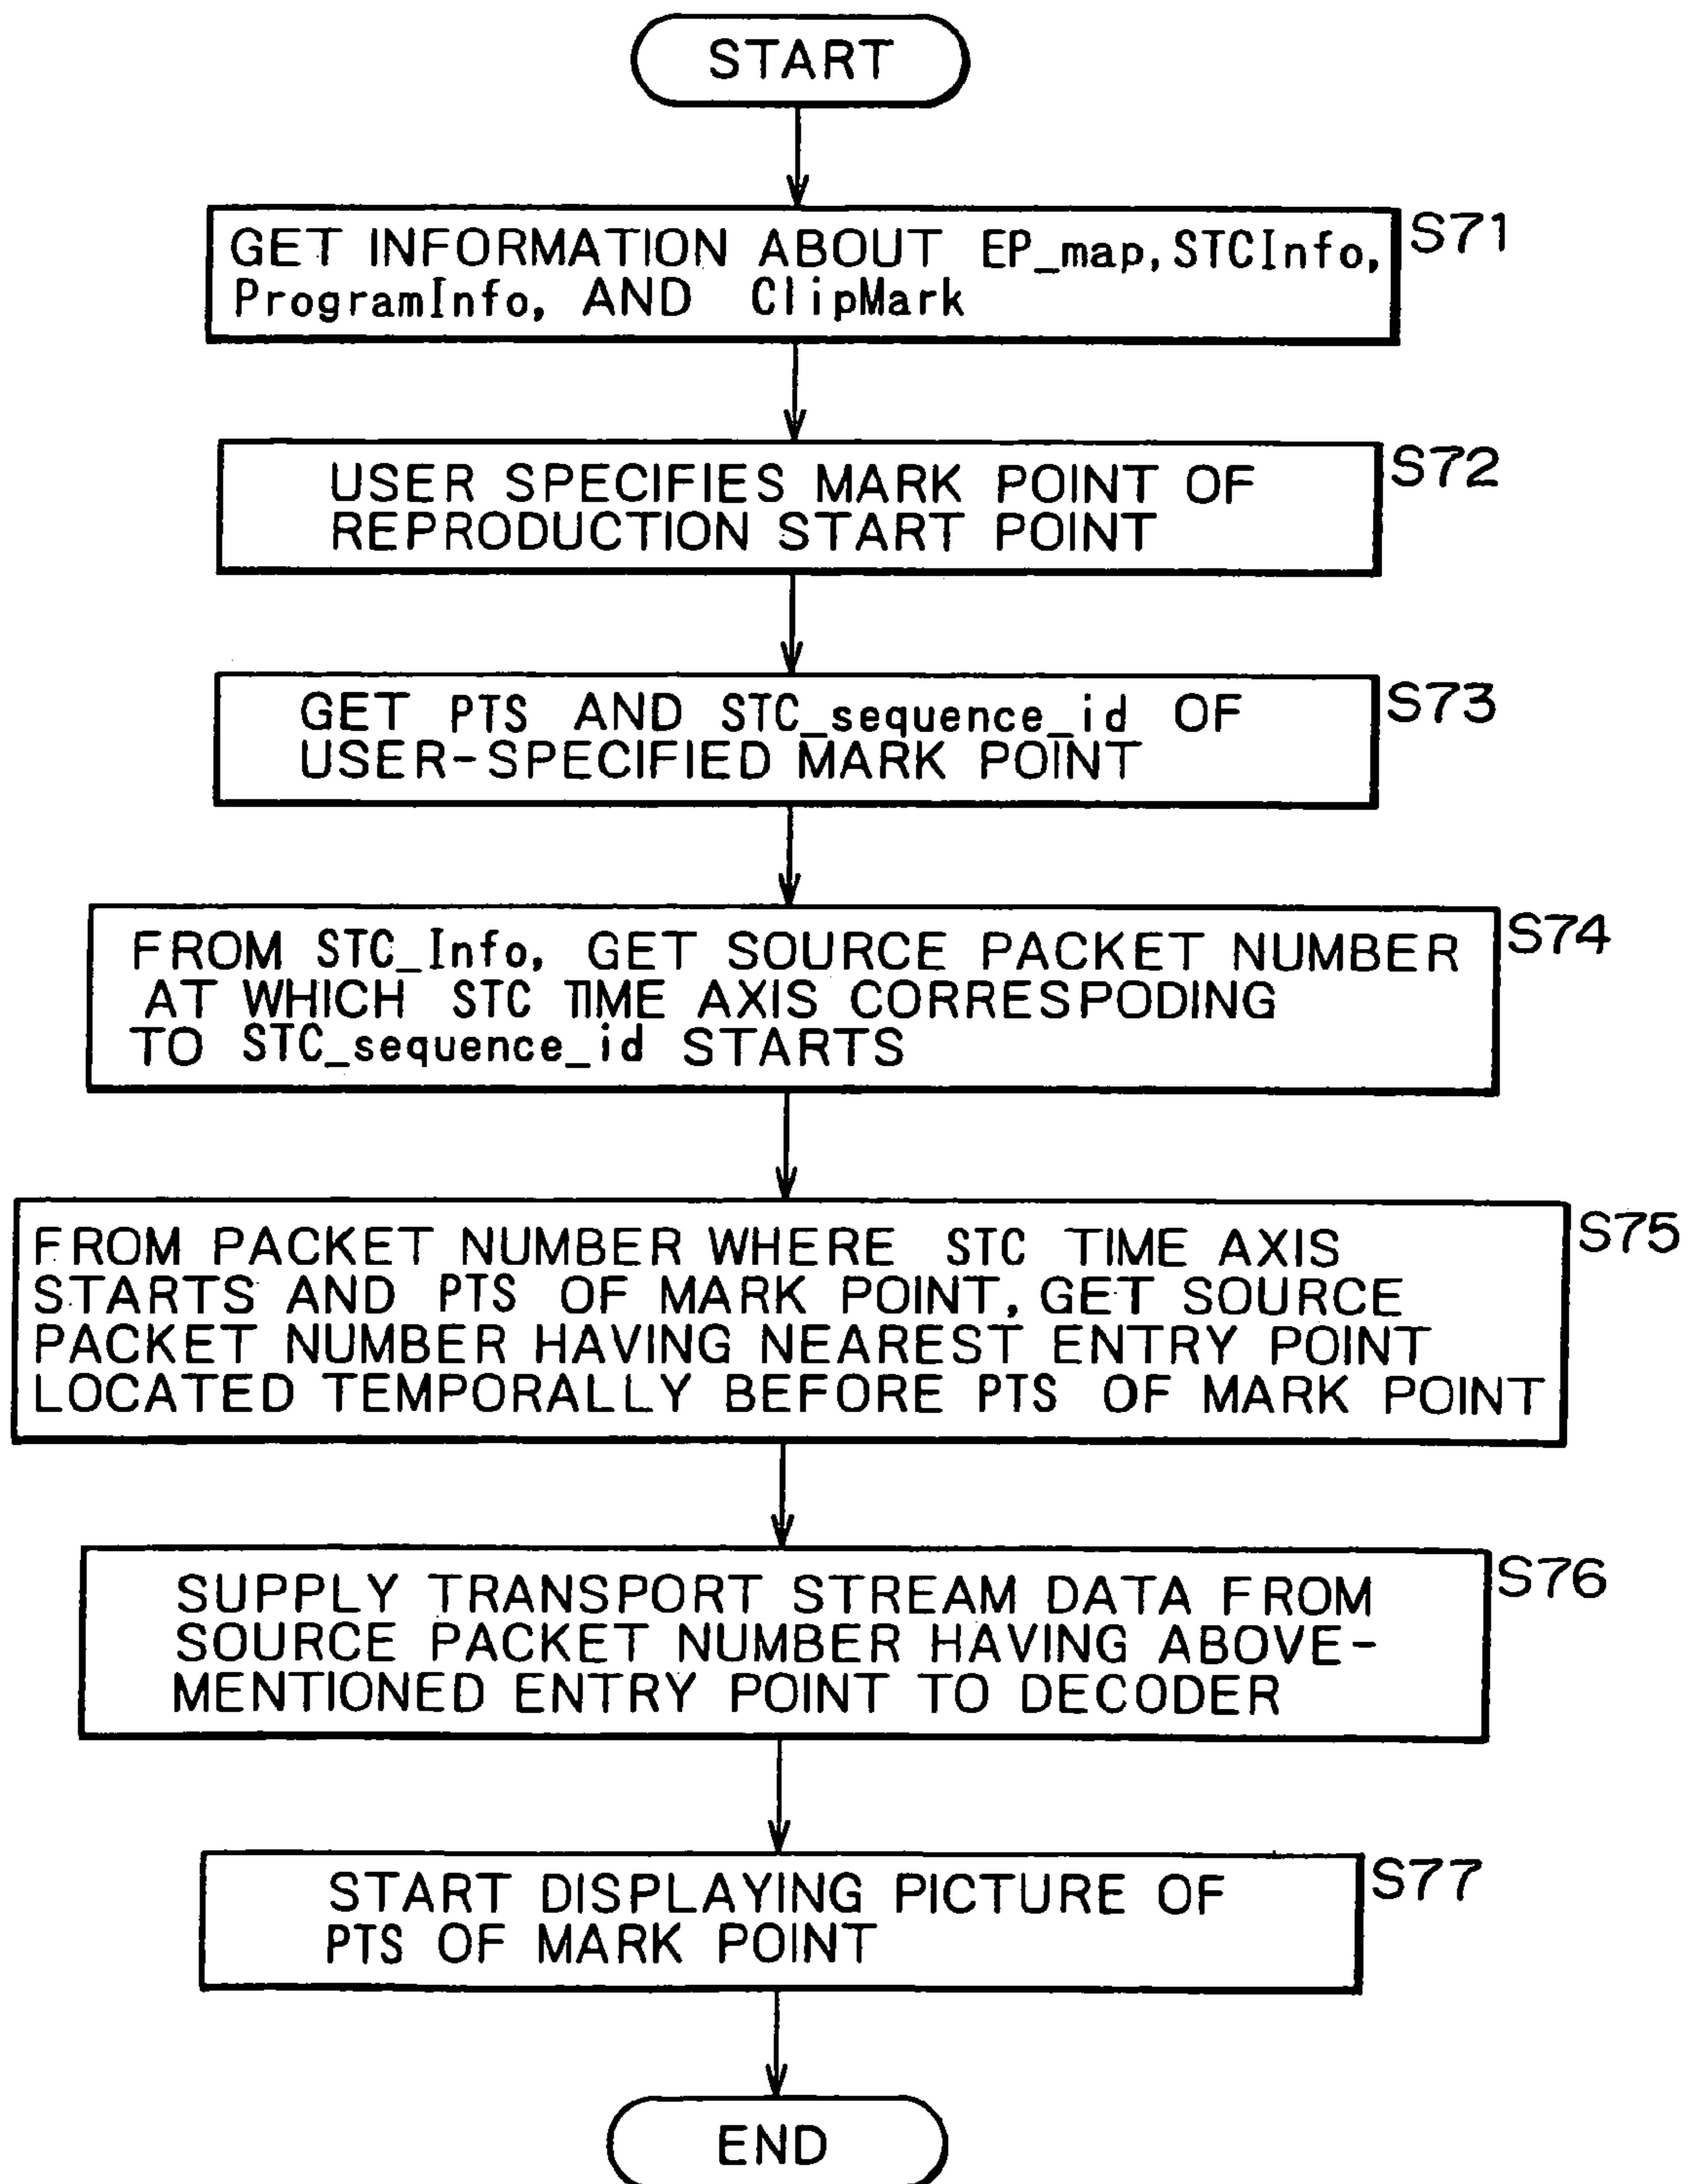 START
GET INFORMATION ABOUT EP_map, STCInfo,
ProgramInfo, AND ClipMark
S71
USER SPECIFIES MARK POINT OF
REPRODUCTION START POINT
S72
GET PTS AND STC_sequence_id OF
USER-SPECIFIED MARK POINT
S73
FROM STC_Info, GET SOURCE PACKET NUMBER
AT WHICH STC TIME AXIS CORRESPODING
TO STC_sequence_id STARTS
S74
FROM PACKET NUMBER WHERE STC TIME AXIS
STARTS AND PTS OF MARK POINT, GET SOURCE
PACKET NUMBER HAVING NEAREST ENTRY POINT
LOCATED TEMPORALLY BEFORE PTS OF MARK POINT
S75
SUPPLY TRANSPORT STREAM DATA FROM
SOURCE PACKET NUMBER HAVING ABOVE-
MENTIONED ENTRY POINT TO DECODER
S76
START DISPLAYING PICTURE OF
PTS OF MARK POINT
S77
END